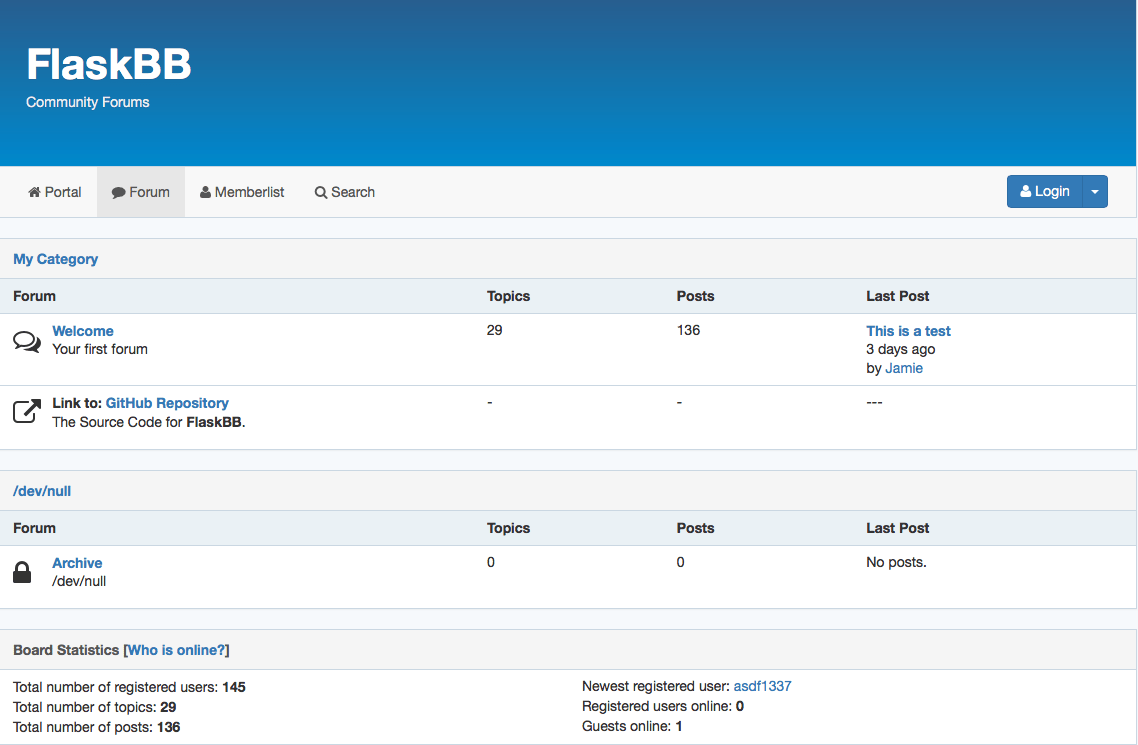 FlaskBB
Community Forums
Portal Forum Memberlist Search Login
My Category
Forum Topics Posts Last Post
Welcome 29 136 This is a test
Your first forum 3 days ago
by Jamie
Link to: GitHub Repository - - ---
The Source Code for FlaskBB.
/dev/null
Forum Topics Posts Last Post
Archive 0 0 No posts.
/dev/null
Board Statistics [Who is online?]
Total number of registered users: 145 Newest registered user: asdf1337
Total number of topics: 29 Registered users online: 0
Total number of posts: 136 Guests online: 1